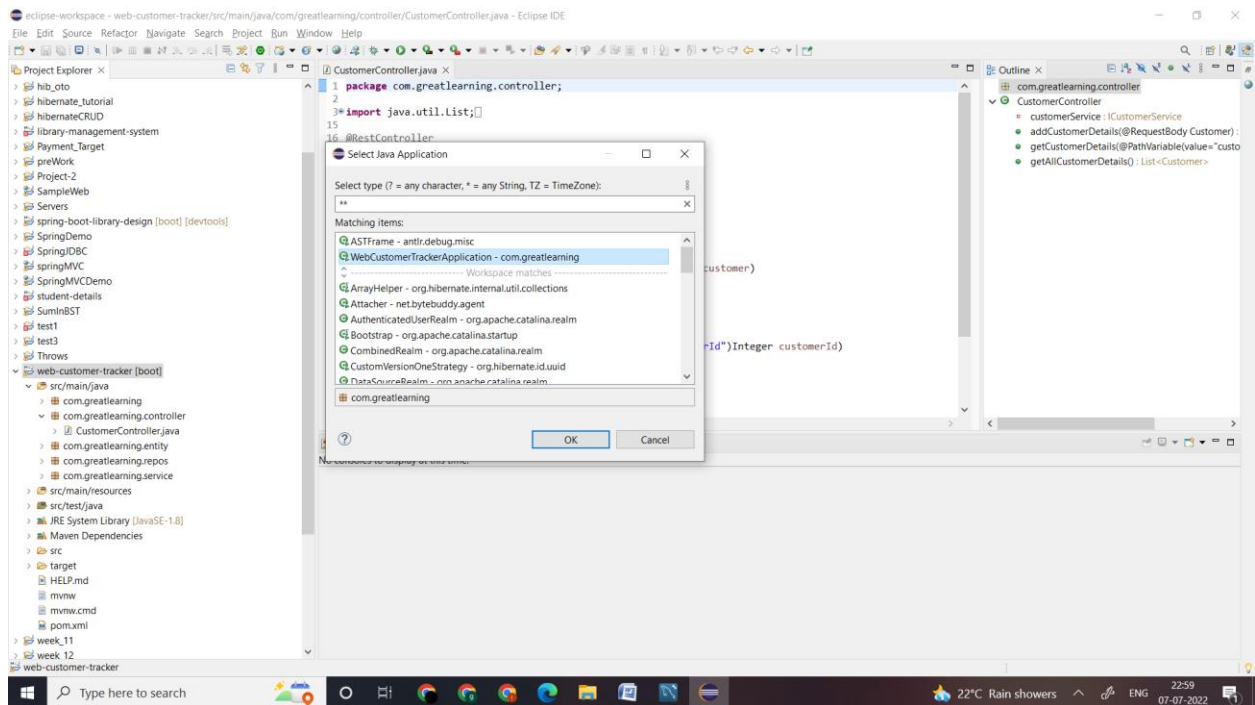 eclipse-workspace - web-customer-tracker/src/main/java/com/greatlearning/controller/CustomerController.java - Eclipse IDE
File Edit Source Refactor Navigate Search Project Run Window Help
Project Explorer
hib_oto
hibernate_tutorial
hibernateCRUD
library-management-system
Payment_Target
preWork
Project-2
SampleWeb
Servers
spring-boot-library-design [boot] [devtools]
SpringDemo
SpringJDBC
springMVC
SpringMVCDemo
student-details
SumInBST
test1
test3
Throws
web-customer-tracker [boot]
src/main/java
com.greatlearning
com.greatlearning.controller
CustomerController.java
com.greatlearning.entity
com.greatlearning.repos
com.greatlearning.service
src/main/resources
src/test/java
JRE System Library [JavaSE-1.8]
Maven Dependencies
src
target
HELP.md
mvnw
mvnw.cmd
pom.xml
week_11
week_12
web-customer-tracker
CustomerController.java
1 package com.greatlearning.controller;
2
3 import java.util.List;
15
16 @RestController
customer)
rId")Integer customerId)
Select Java Application
Select type (? = any character, * = any String, TZ = TimeZone):
**
Matching items:
ASTFrame - antlr.debug.misc
WebCustomerTrackerApplication - com.greatlearning
Workspace matches
ArrayHelper - org.hibernate.internal.util.collections
Attacher - net.bytebuddy.agent
AuthenticatedUserRealm - org.apache.catalina.realm
Bootstrap - org.apache.catalina.startup
CombinedRealm - org.apache.catalina.realm
CustomVersionOneStrategy - org.hibernate.id.uuid
DataSourceRealm - org.apache.catalina.realm
com.greatlearning
OK Cancel
No consoles to display at this time.
Outline
com.greatlearning.controller
CustomerController
customerService : ICustomerService
addCustomerDetails(@RequestBody Customer) :
getCustomerDetails(@PathVariable(value="custo
getAllCustomerDetails() : List<Customer>
Type here to search
22°C Rain showers
ENG
22:59
07-07-2022